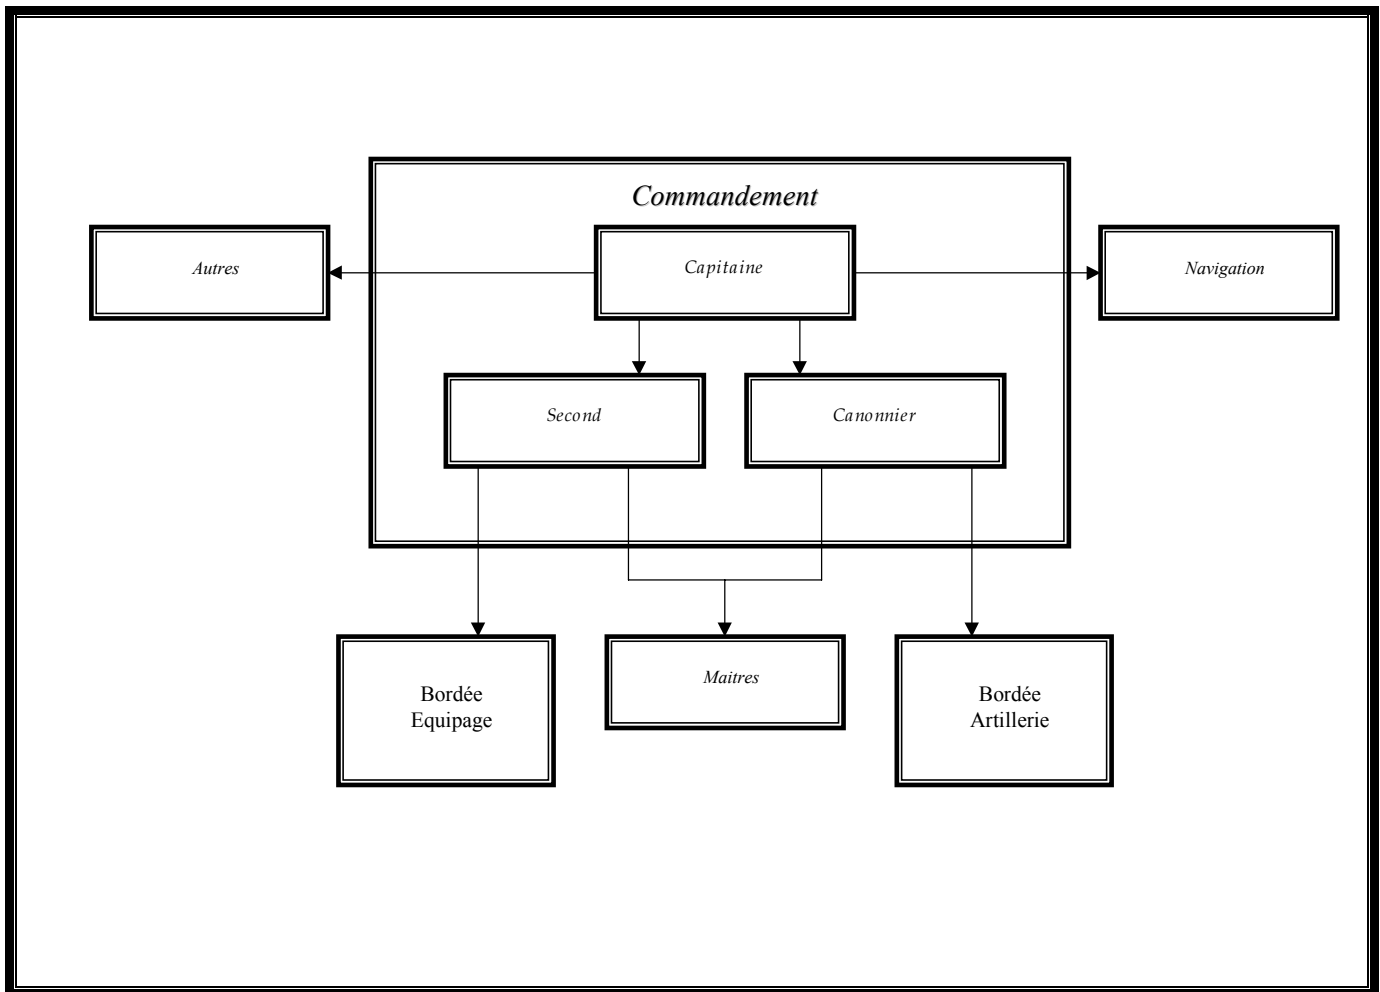 Commandement
Autres
Capitaine
Navigation
Second
Canonnier
Bordée
Equipage
Maitres
Bordée
Artillerie